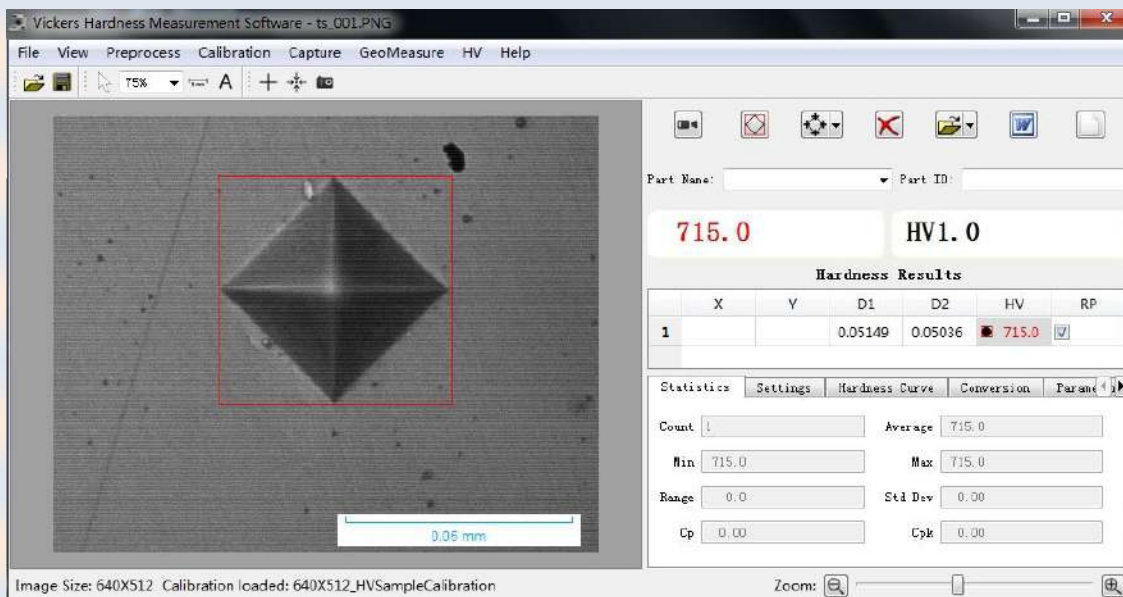 Vickers Hardness Measurement Software - ts_001.PNG
File View Preprocess Calibration Capture GeoMeasure HV Help
75% A
Part Name: Part ID:
715.0 HV1.0
Hardness Results
X Y D1 D2 HV RP
1 0.05149 0.05036 715.0
Statistics Settings Hardness Curve Conversion
Count 1 Average 715.0
Min 715.0 Max 715.0
Range 0.0 Std Dev 0.00
Cp 0.00 Cpk 0.00
0.05 mm
Image Size: 640X512 Calibration loaded: 640X512_HVSampleCalibration Zoom: